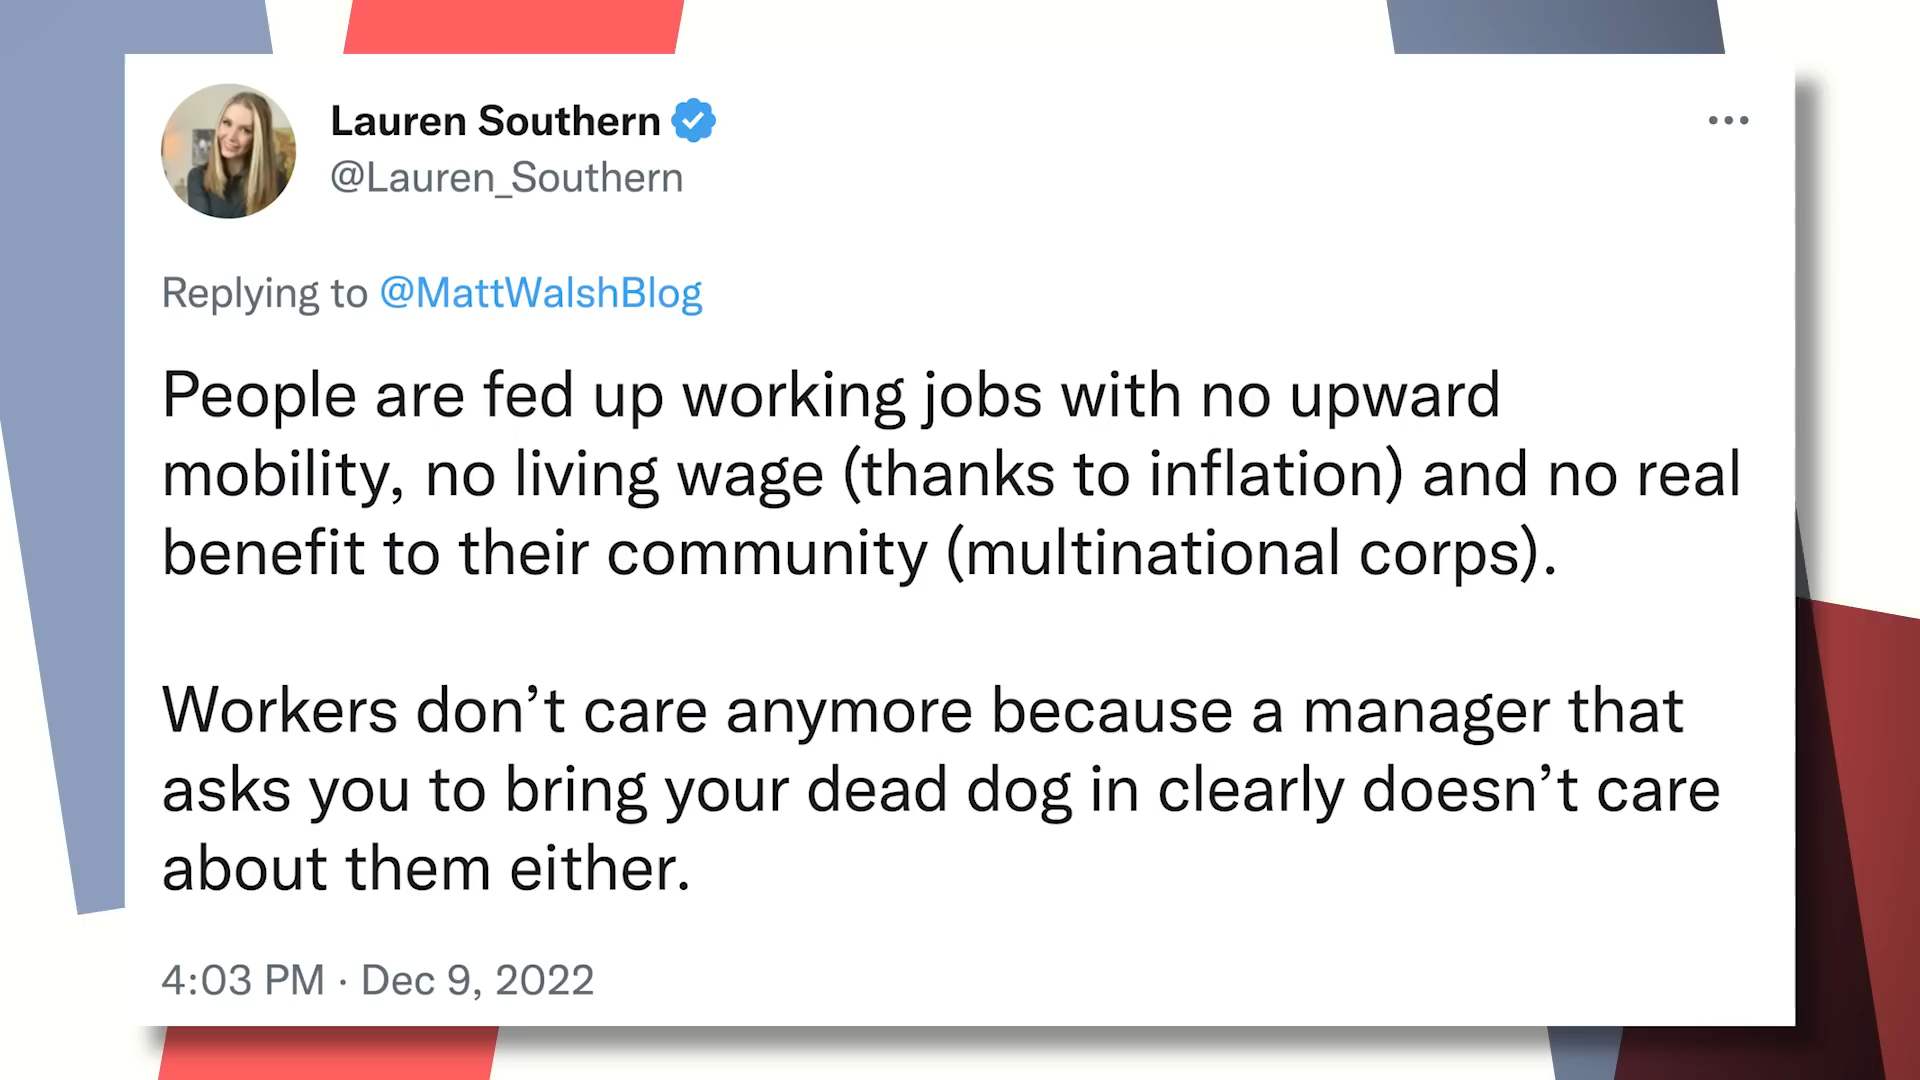 Lauren Southern
@Lauren_Southern
Replying to @MattWalshBlog
People are fed up working jobs with no upward
mobility, no living wage (thanks to inflation) and no real
benefit to their community (multinational corps).
Workers don’t care anymore because a manager that
asks you to bring your dead dog in clearly doesn’t care
about them either.
4:03 PM · Dec 9, 2022